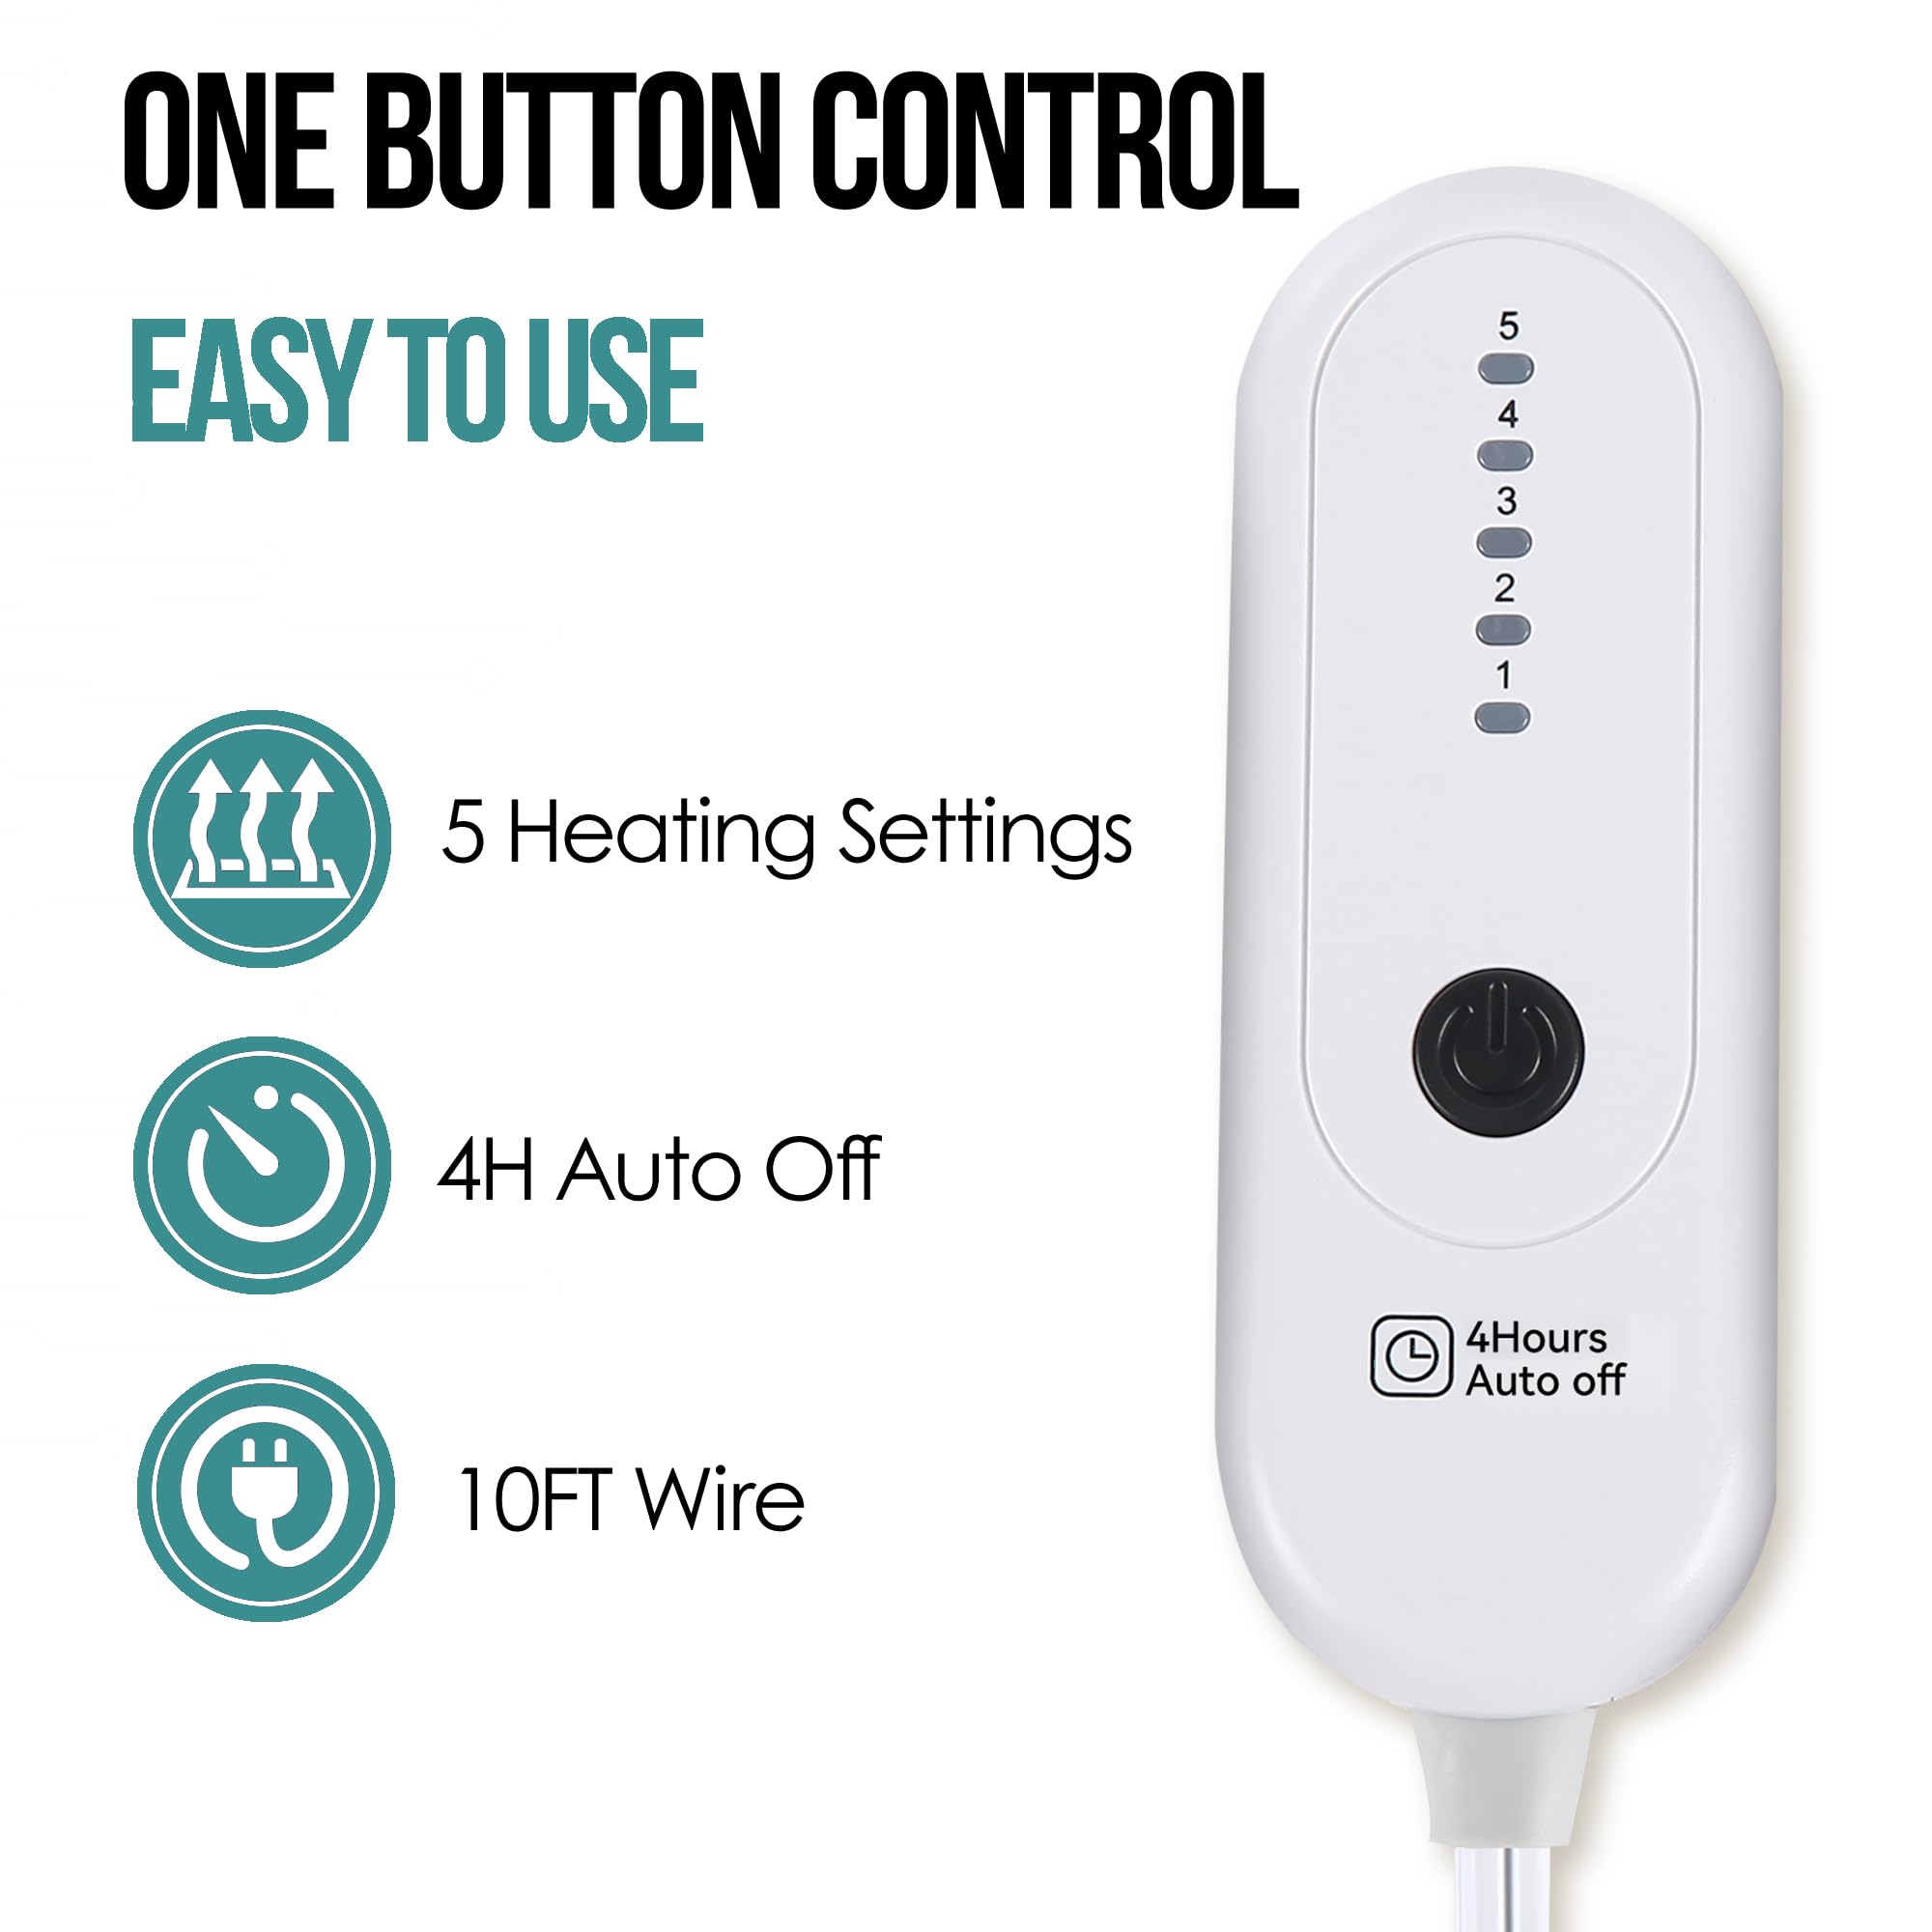 ONE BUTTON CONTROL
EASY TO USE
5 Heating Settings
4H Auto Off
10FT Wire
5
4
3
2
1
4Hours
Auto off